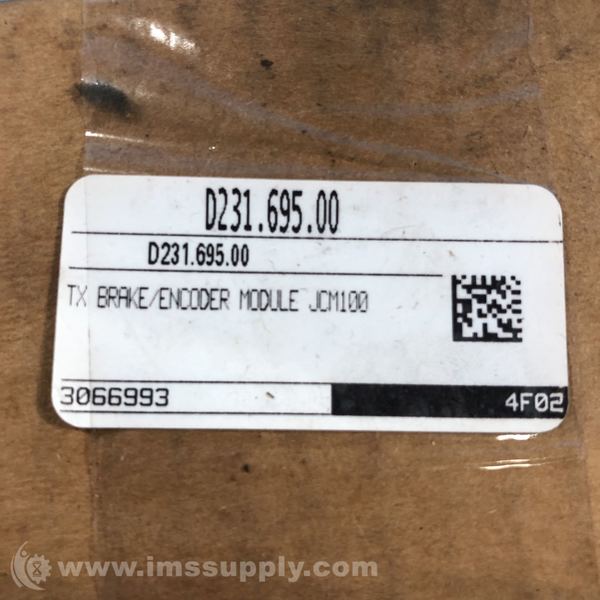 D231.695.00
D231.695.00
TX BRAKE/ENCODER MODULE JCM100
3066993
4F02
www.imssupply.com